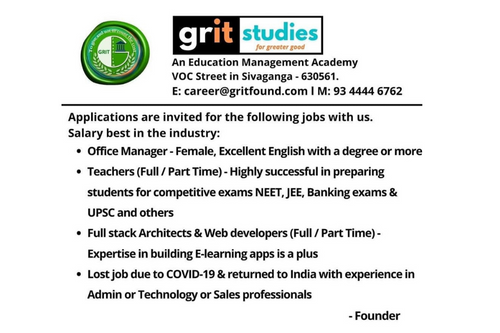 grit studies
for greater good
GRIT
An Education Management Academy
VOC Street in Sivaganga - 630561.
E: career@gritfound.com l M: 93 4444 6762
Applications are invited for the following jobs with us.
Salary best in the industry:
• Office Manager - Female, Excellent English with a degree or more
• Teachers (Full / Part Time) - Highly successful in preparing
students for competitive exams NEET, JEE, Banking exams &
UPSC and others
• Full stack Architects & Web developers (Full / Part Time) -
Expertise in building E-learning apps is a plus
• Lost job due to COVID-19 & returned to India with experience in
Admin or Technology or Sales professionals
- Founder